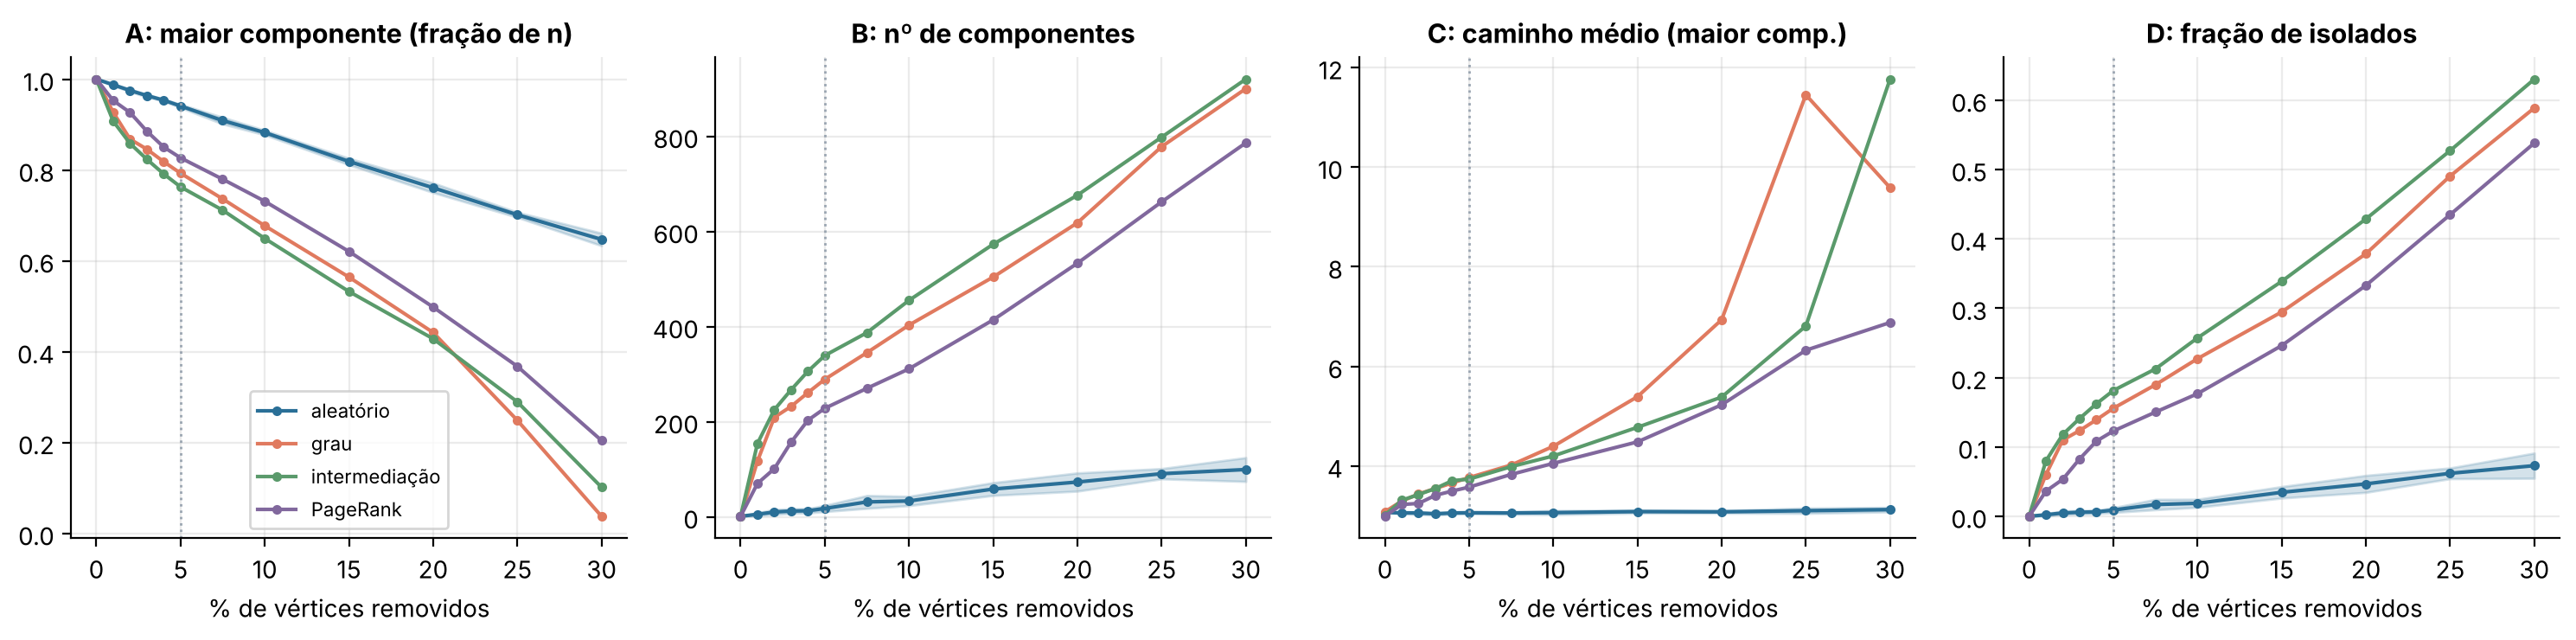 A: maior componente (fração de n)
1.0
0.8
0.6
0.4
0.2
0.0
aleatório
grau
intermediação
PageRank
0 5 10 15 20 25 30
% de vértices removidos
B: nº de componentes
800
600
400
200
0
0 5 10 15 20 25 30
% de vértices removidos
C: caminho médio (maior comp.)
12
10
8
6
4
0 5 10 15 20 25 30
% de vértices removidos
D: fração de isolados
0.6
0.5
0.4
0.3
0.2
0.1
0.0
0 5 10 15 20 25 30
% de vértices removidos